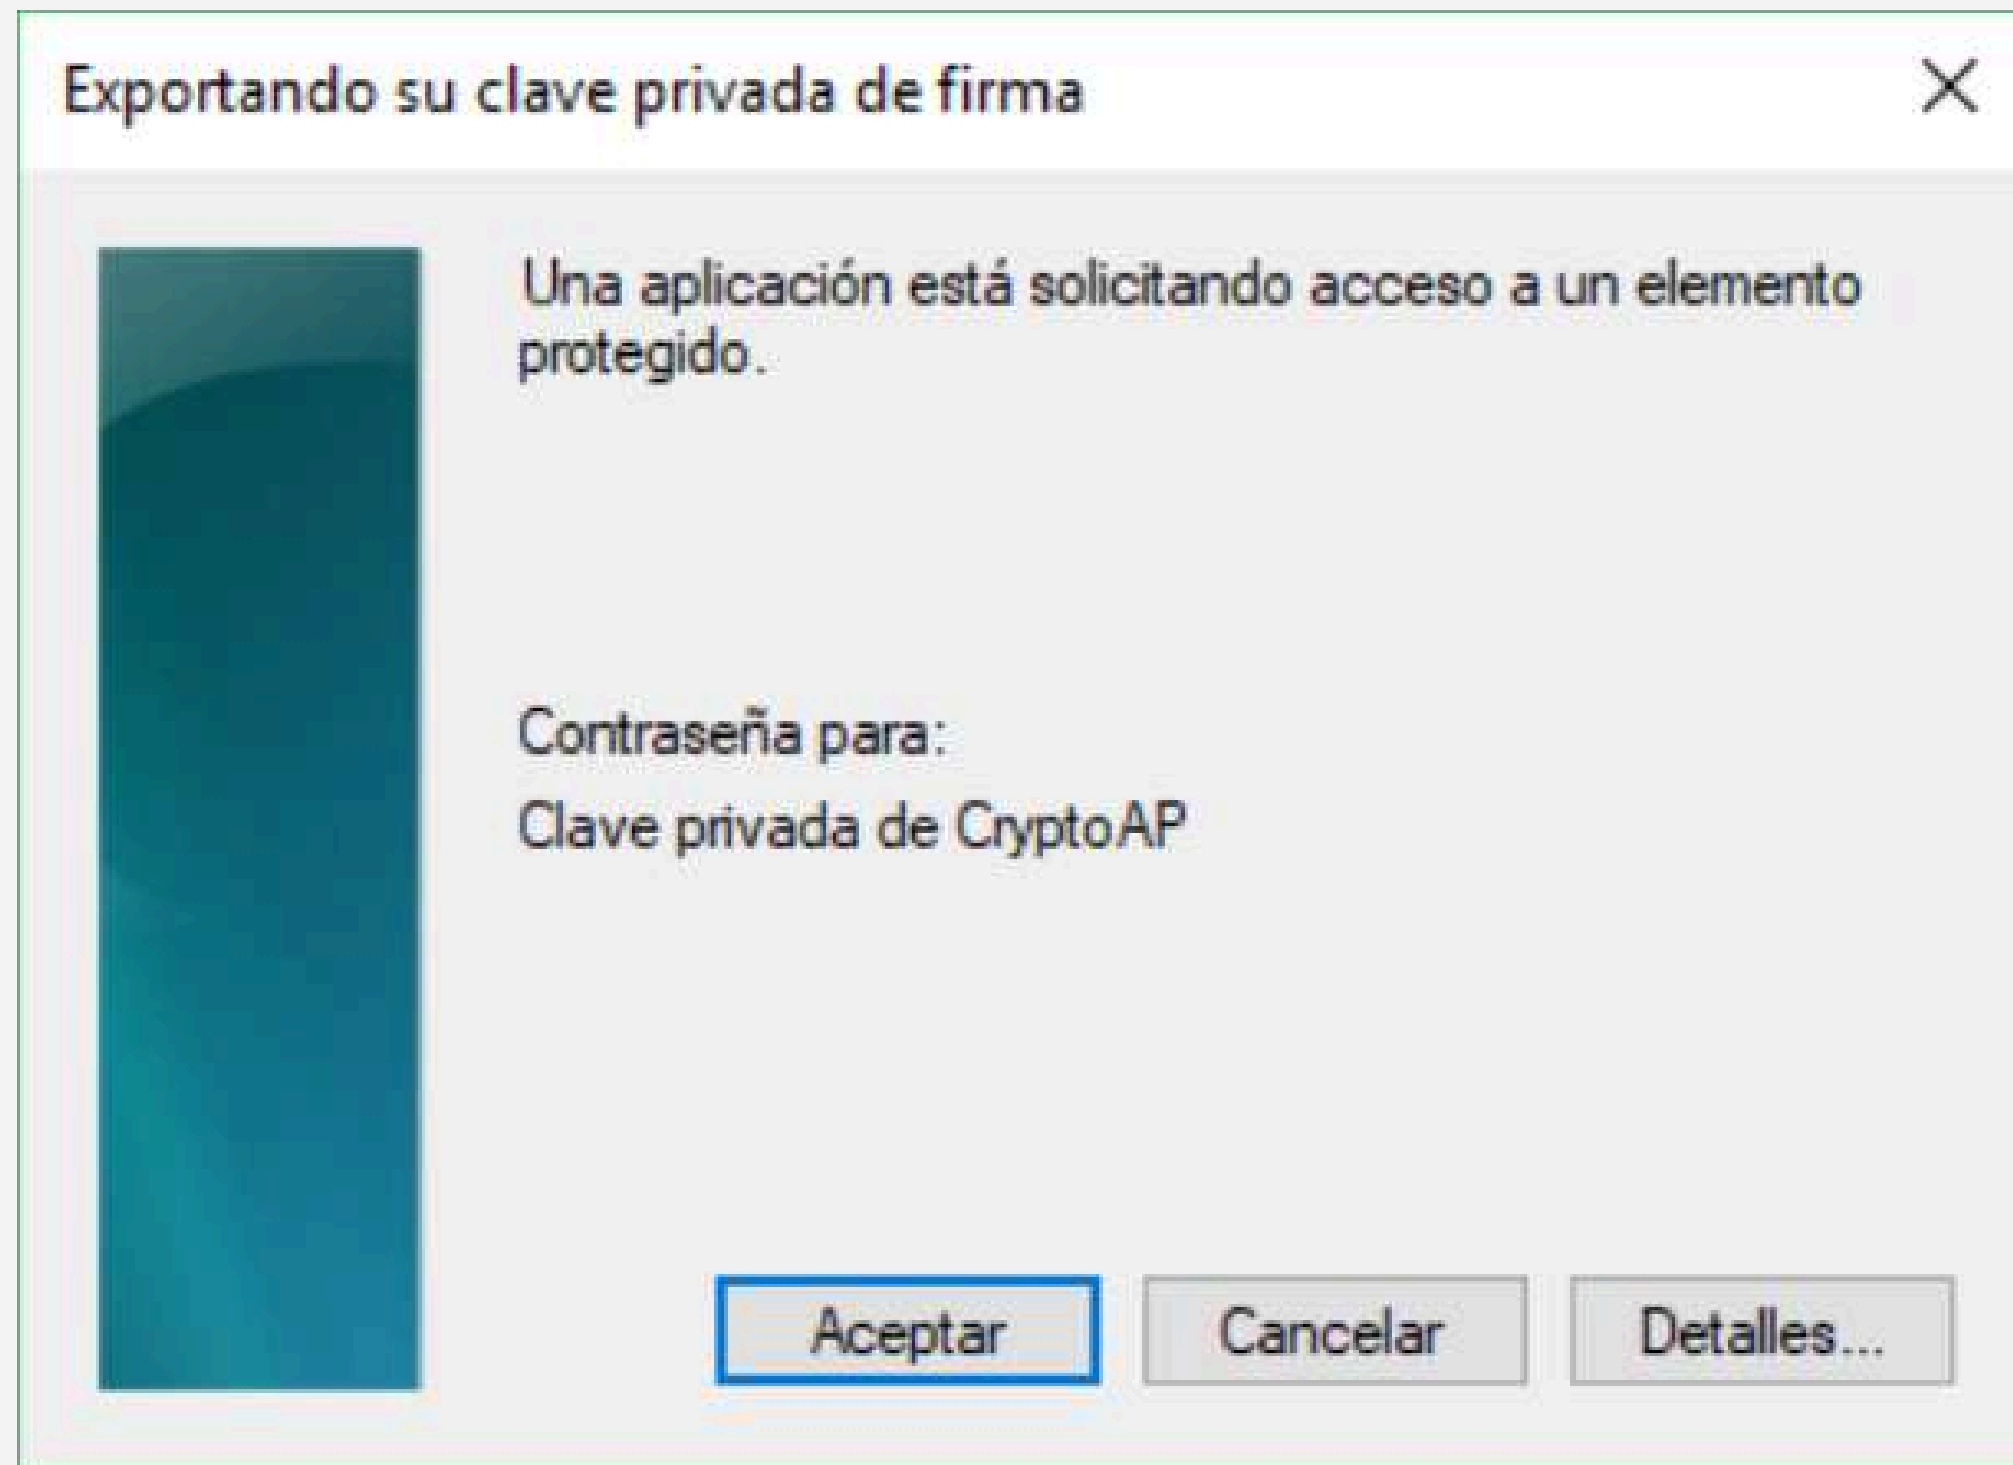 Exportando su clave privada de firma
Una aplicación está solicitando acceso a un elemento
protegido.
Contraseña para:
Clave privada de CryptoAP
Aceptar
Cancelar
Detalles...